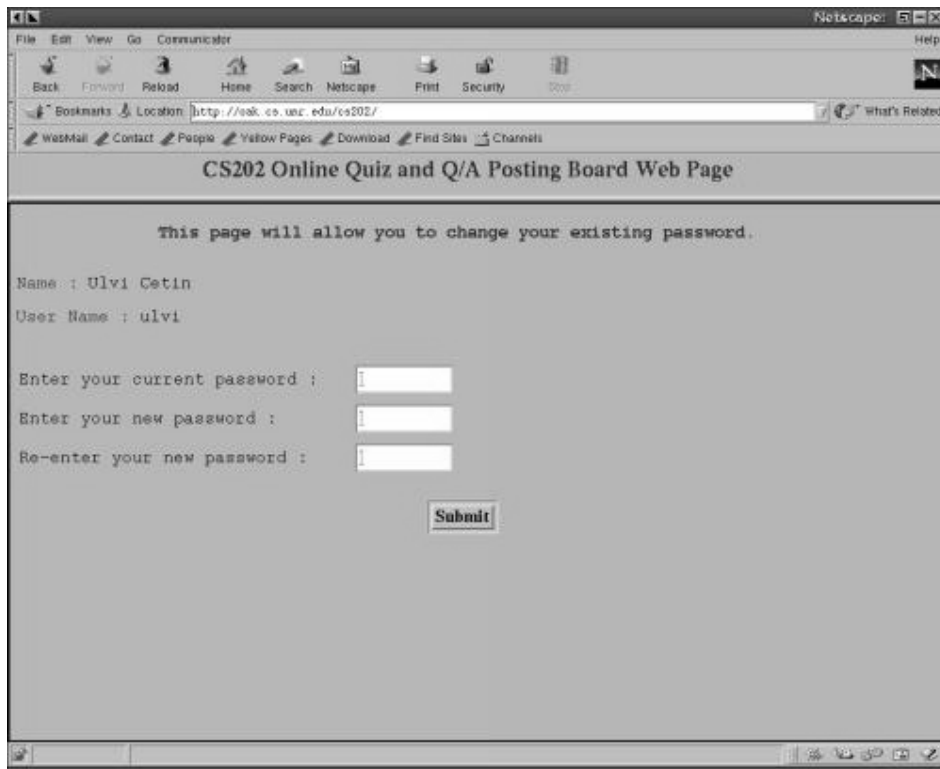 Netscape:
File Edit View Go Communicator Help
Back Forward Reload Home Search Netscape Print Security Stop
N
Bookmarks Location: http://oak.cs.unr.edu/cs202/ What's Related
WebMail Contact People Yellow Pages Download Find Sites Channels
CS202 Online Quiz and Q/A Posting Board Web Page
This page will allow you to change your existing password.
Name : Ulvi Cetin
User Name : ulvi
Enter your current password :
Enter your new password :
Re-enter your new password :
Submit